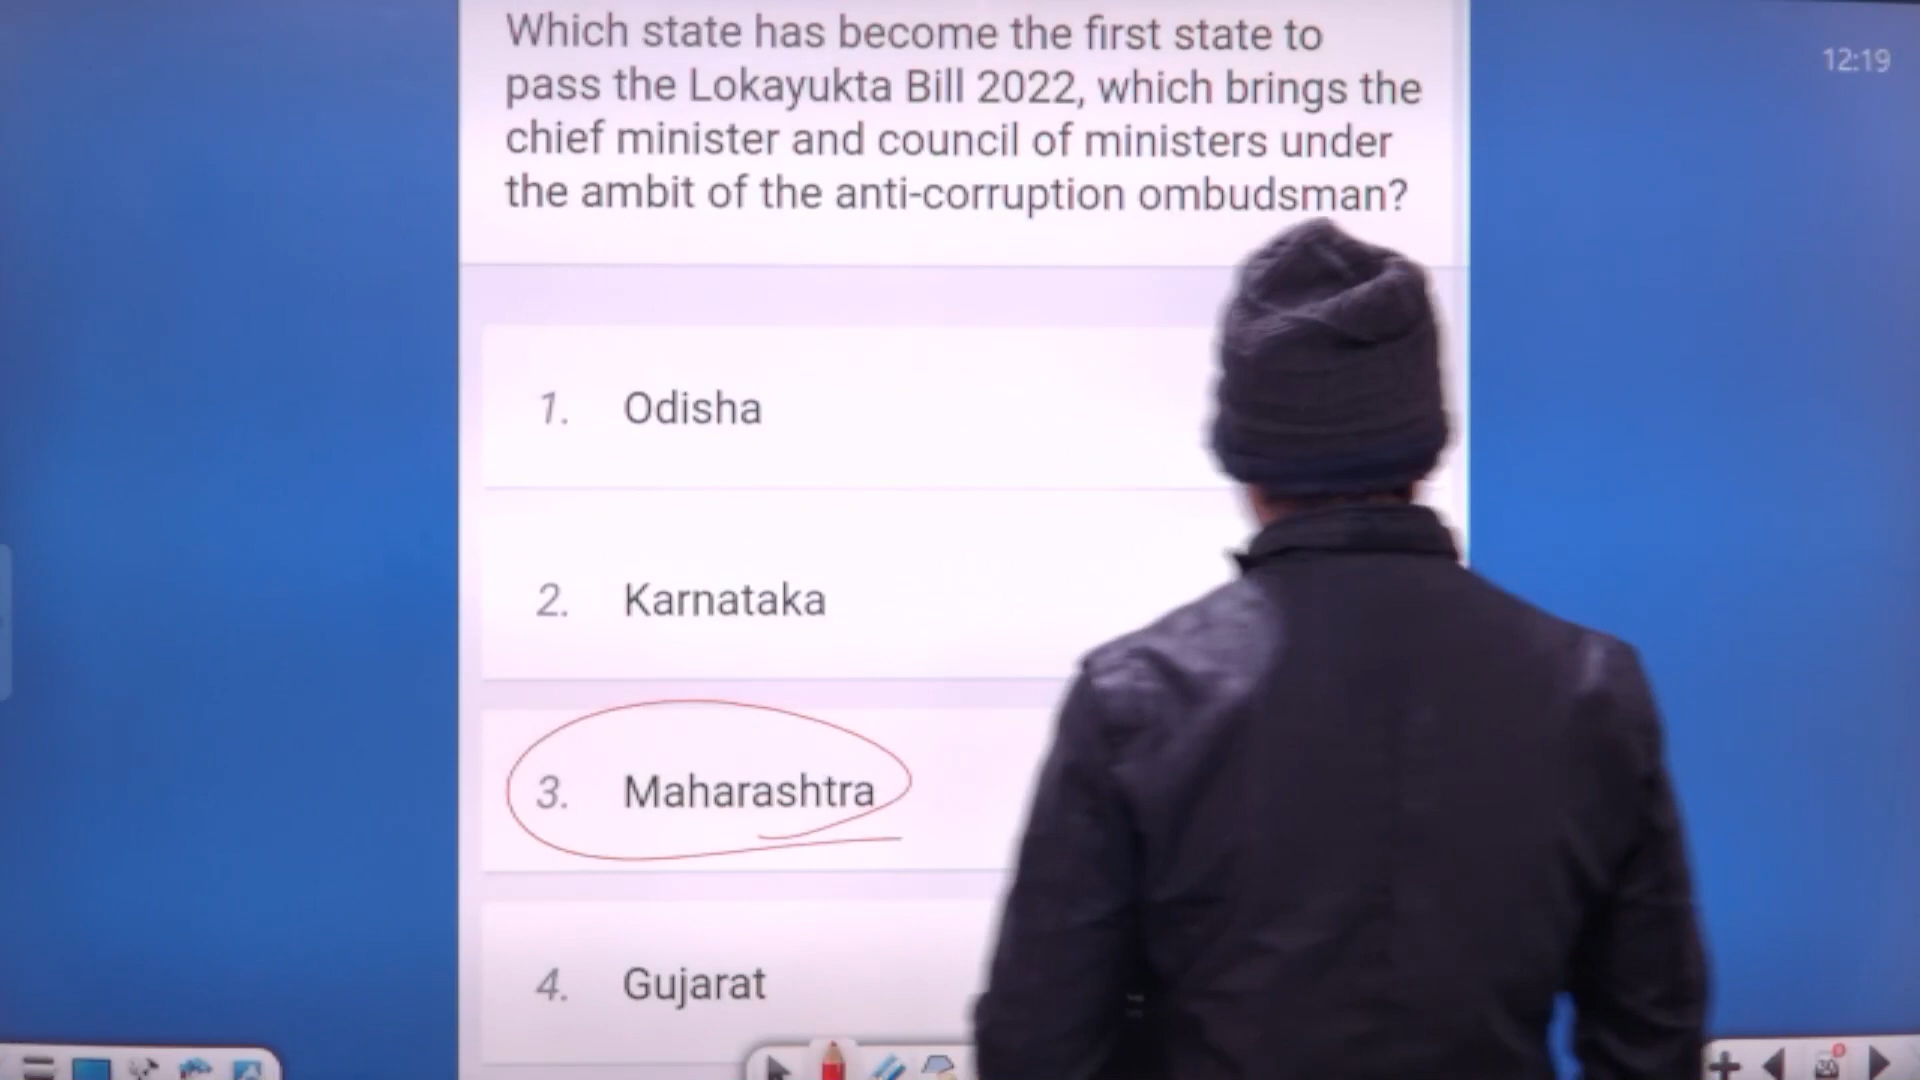 Which state has become the first state to
12:19
pass the Lokayukta Bill 2022, which brings the
chief minister and council of ministers under
the ambit of the anti-corruption ombudsman?
1. Odisha
2. Karnataka
3. Maharashtra
4. Gujarat